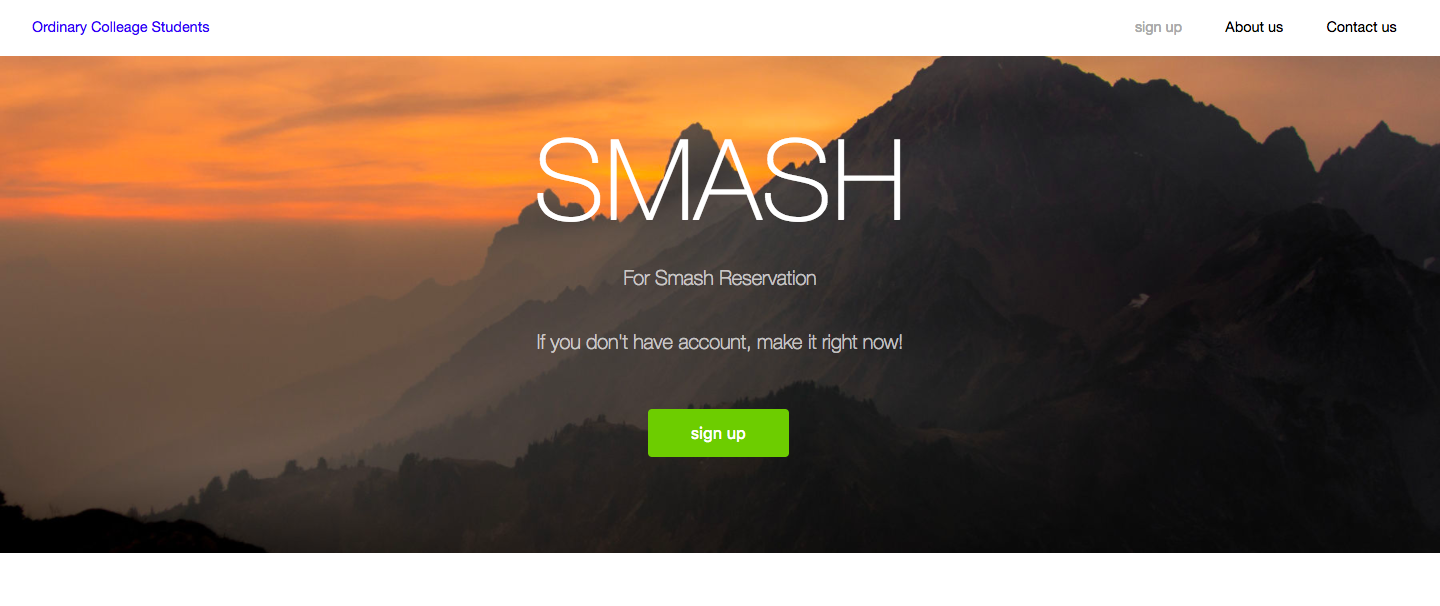 Ordinary Colleage Students
sign up
About us
Contact us
SMASH
For Smash Reservation
If you don't have account, make it right now!
sign up